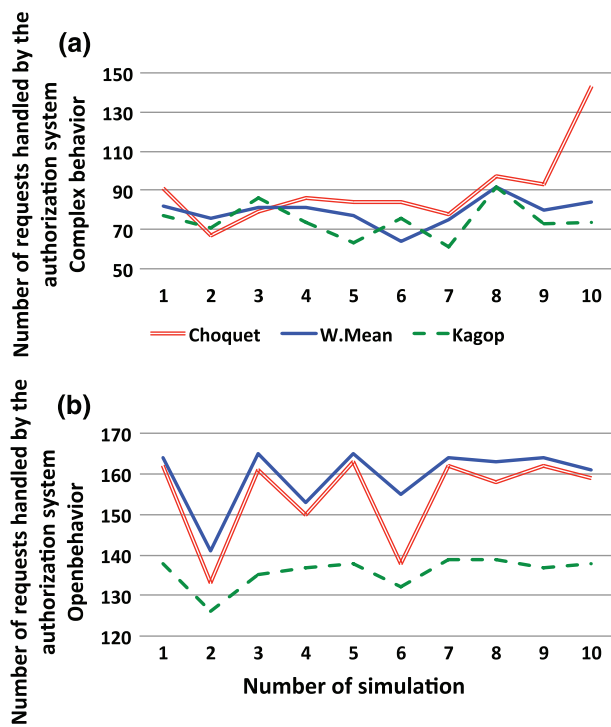 (a)
Number of requests handled by the
authorization system
Complex behavior
150
130
110
90
70
50
1 2 3 4 5 6 7 8 9 10
Choquet W.Mean Kagop
(b)
Number of requests handled by the
authorization system
Openbehavior
170
160
150
140
130
120
1 2 3 4 5 6 7 8 9 10
Number of simulation